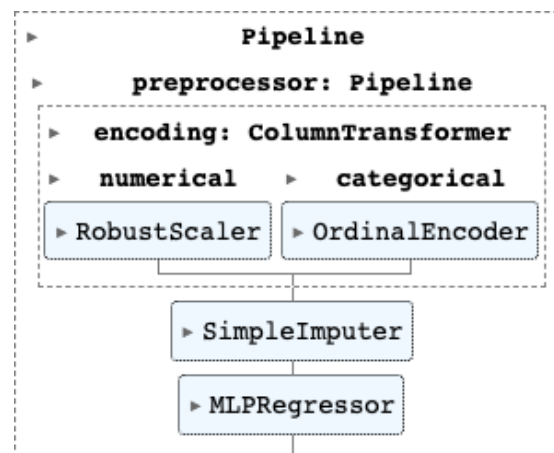 Pipeline
preprocessor: Pipeline
encoding: ColumnTransformer
numerical categorical
RobustScaler OrdinalEncoder
SimpleImputer
MLPRegressor